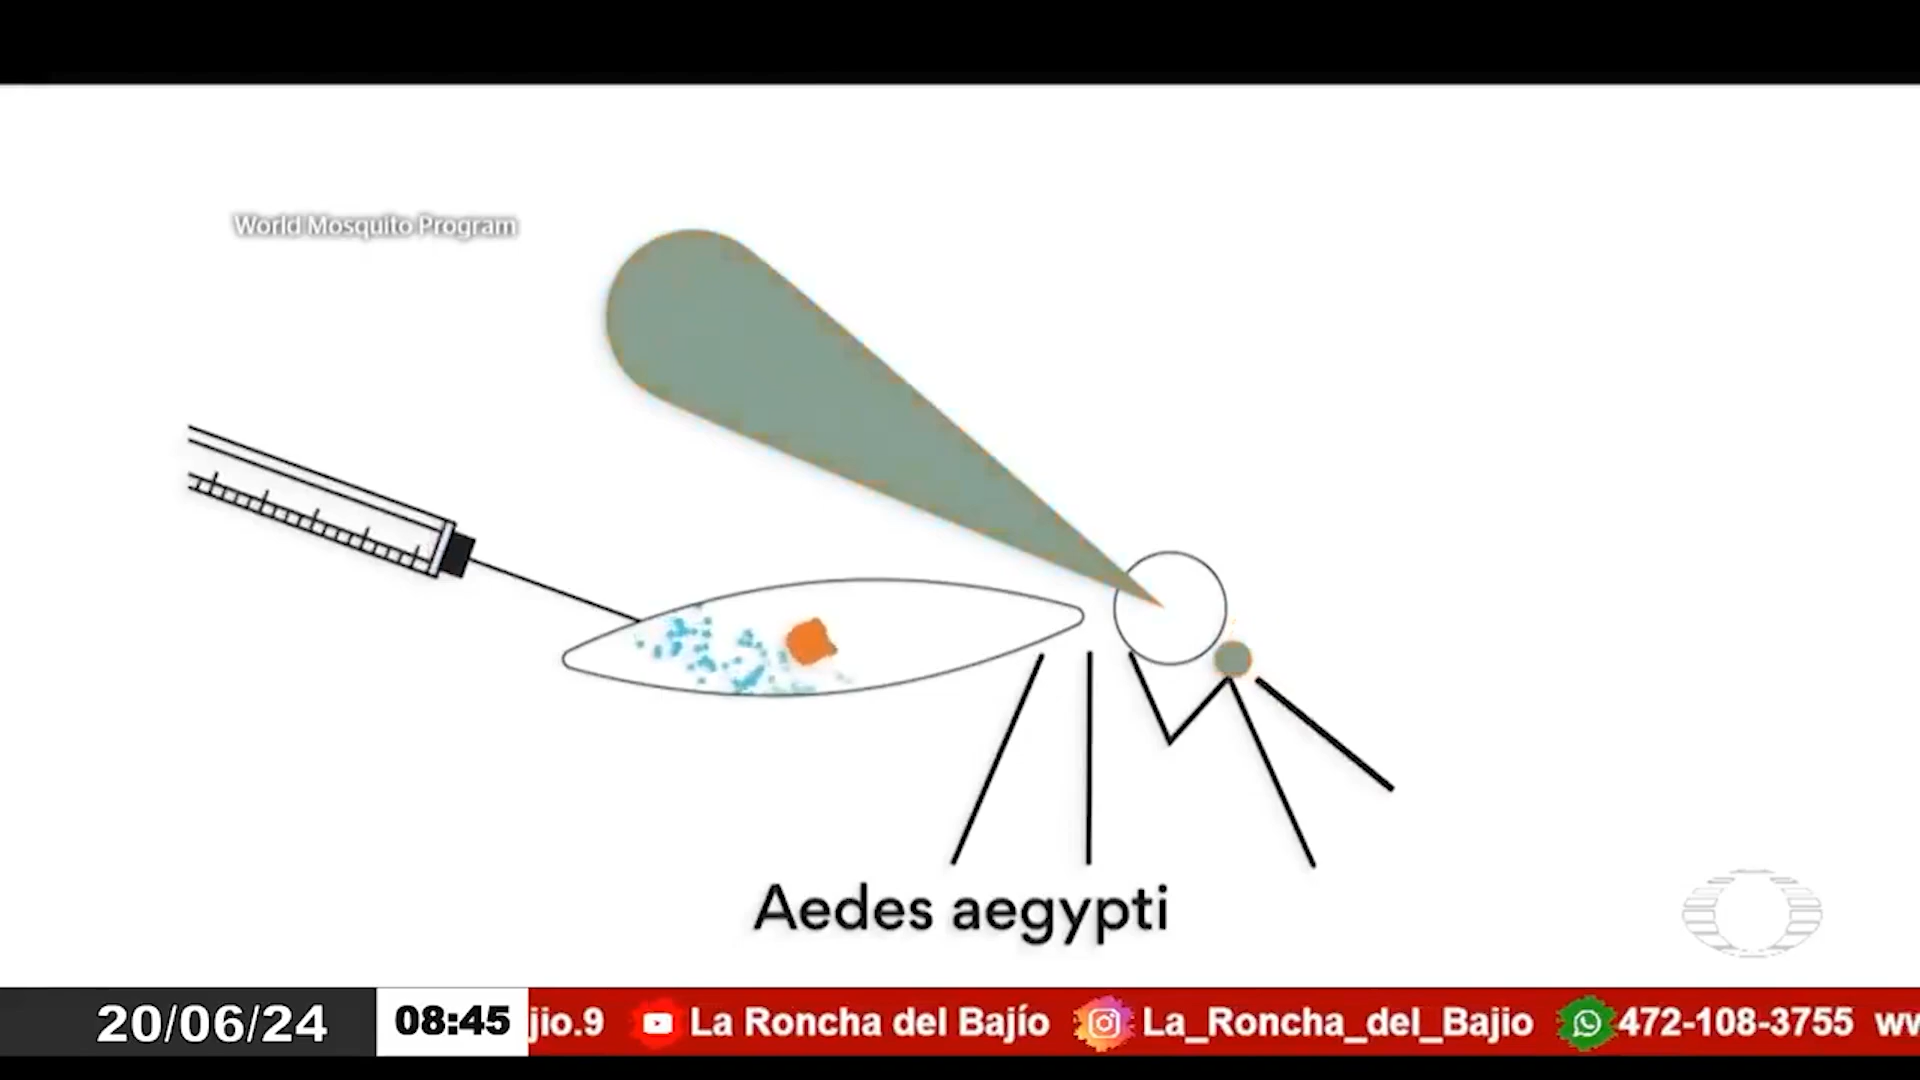 World Mosquito Program
Aedes aegypti
20/06/24 08:45 jio.9 La Roncha del Bajío La_Roncha_del_Bajio 472-108-3755 ww